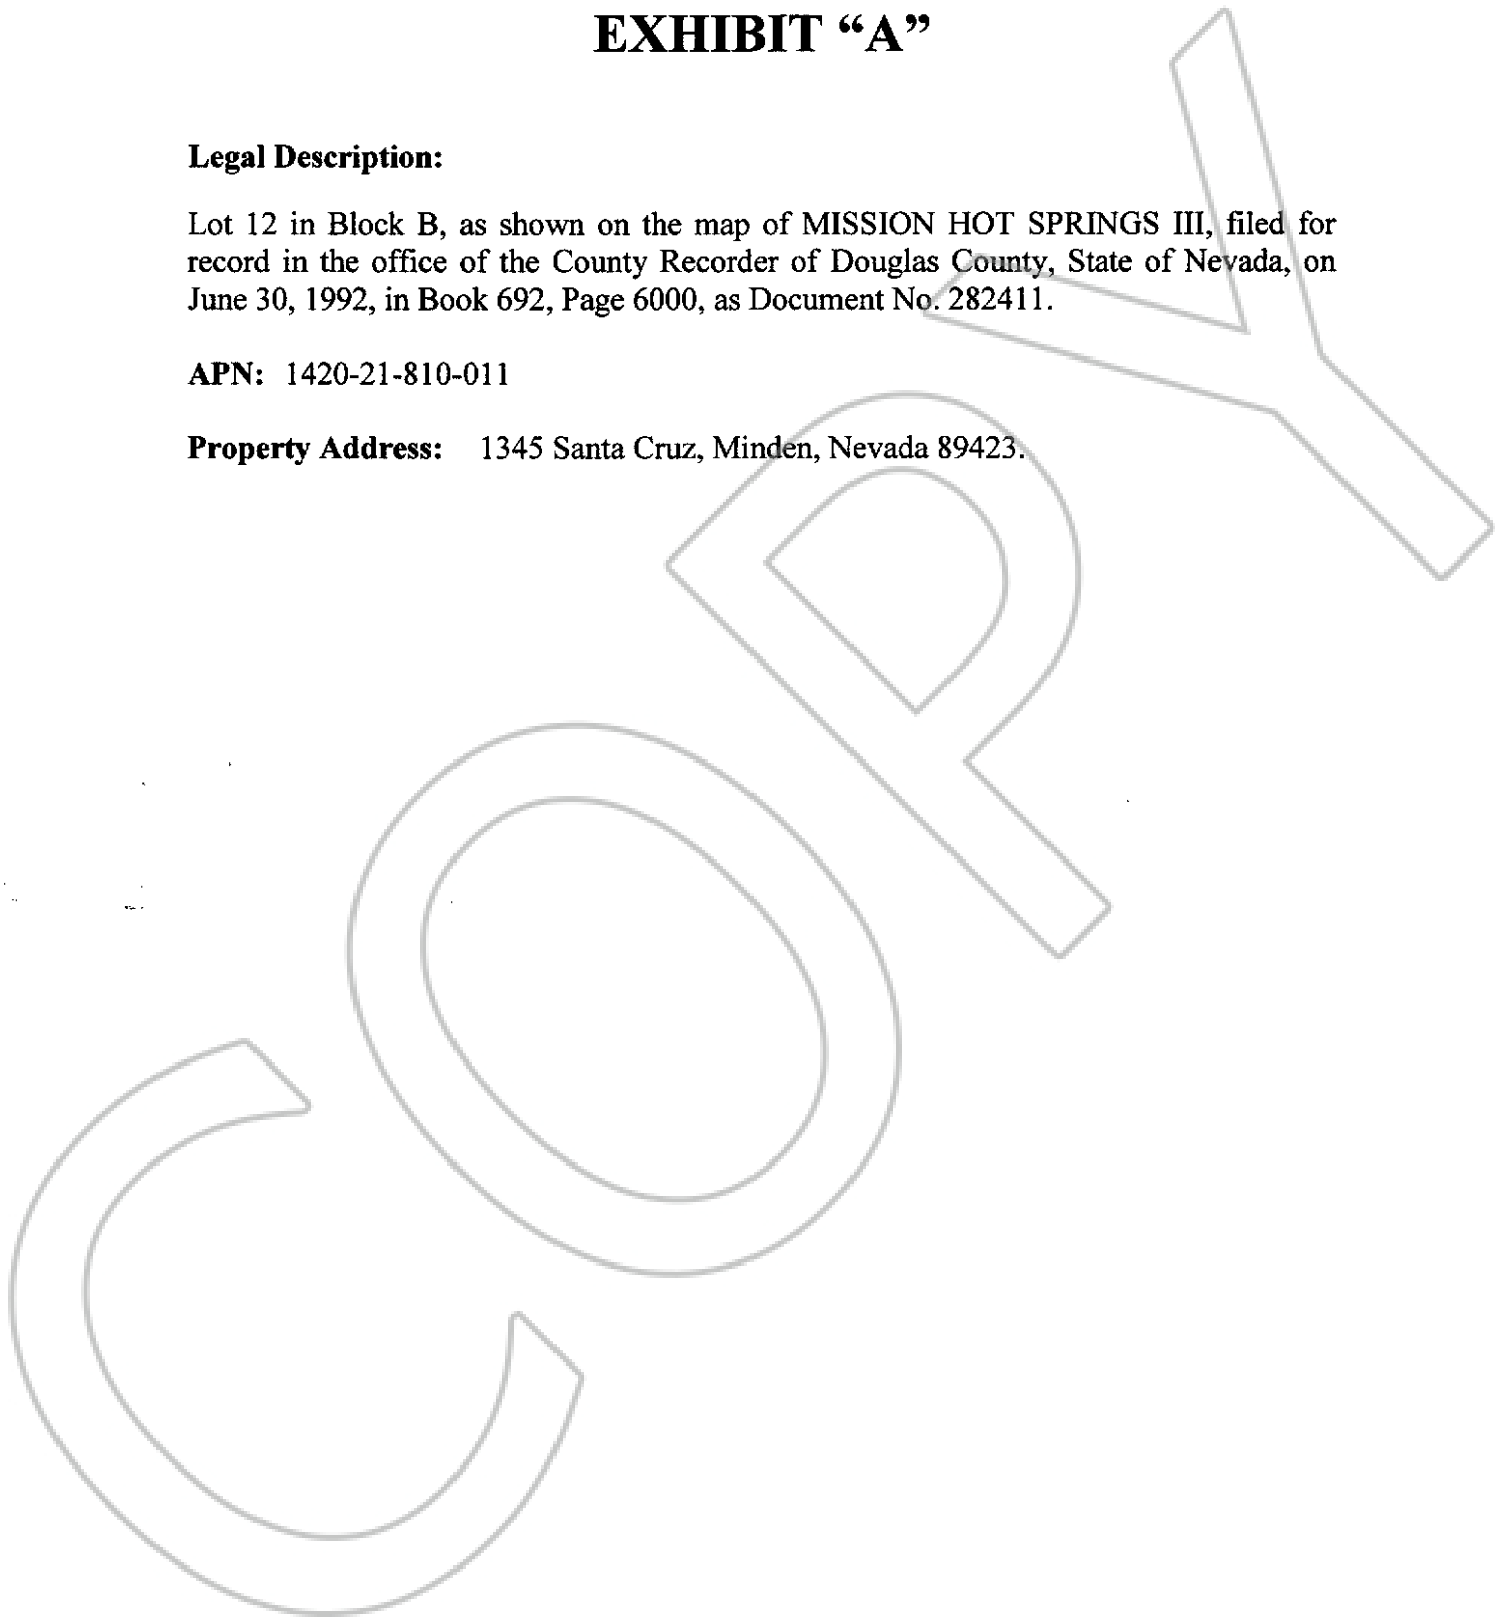 EXHIBIT “A”
Legal Description:
Lot 12 in Block B, as shown on the map of MISSION HOT SPRINGS III, filed for
record in the office of the County Recorder of Douglas County, State of Nevada, on
June 30, 1992, in Book 692, Page 6000, as Document No. 282411.
APN: 1420-21-810-011
Property Address: 1345 Santa Cruz, Minden, Nevada 89423.
COPY